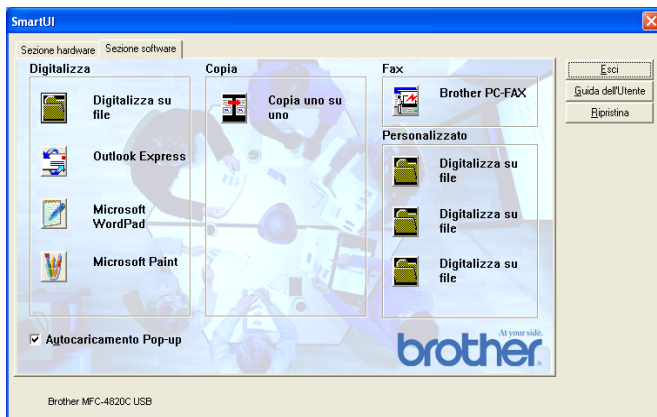 SmartUI
Sezione hardware
Sezione software
Digitalizza
Digitalizza su
file
Outlook Express
Microsoft
WordPad
Microsoft Paint
Copia
Copia uno su
uno
Fax
Brother PC-FAX
Personalizzato
Digitalizza su
file
Digitalizza su
file
Digitalizza su
file
Autocaricamento Pop-up
At your side.
brother
Esci
Guida dell'Utente
Ripristina
Brother MFC-4820C USB